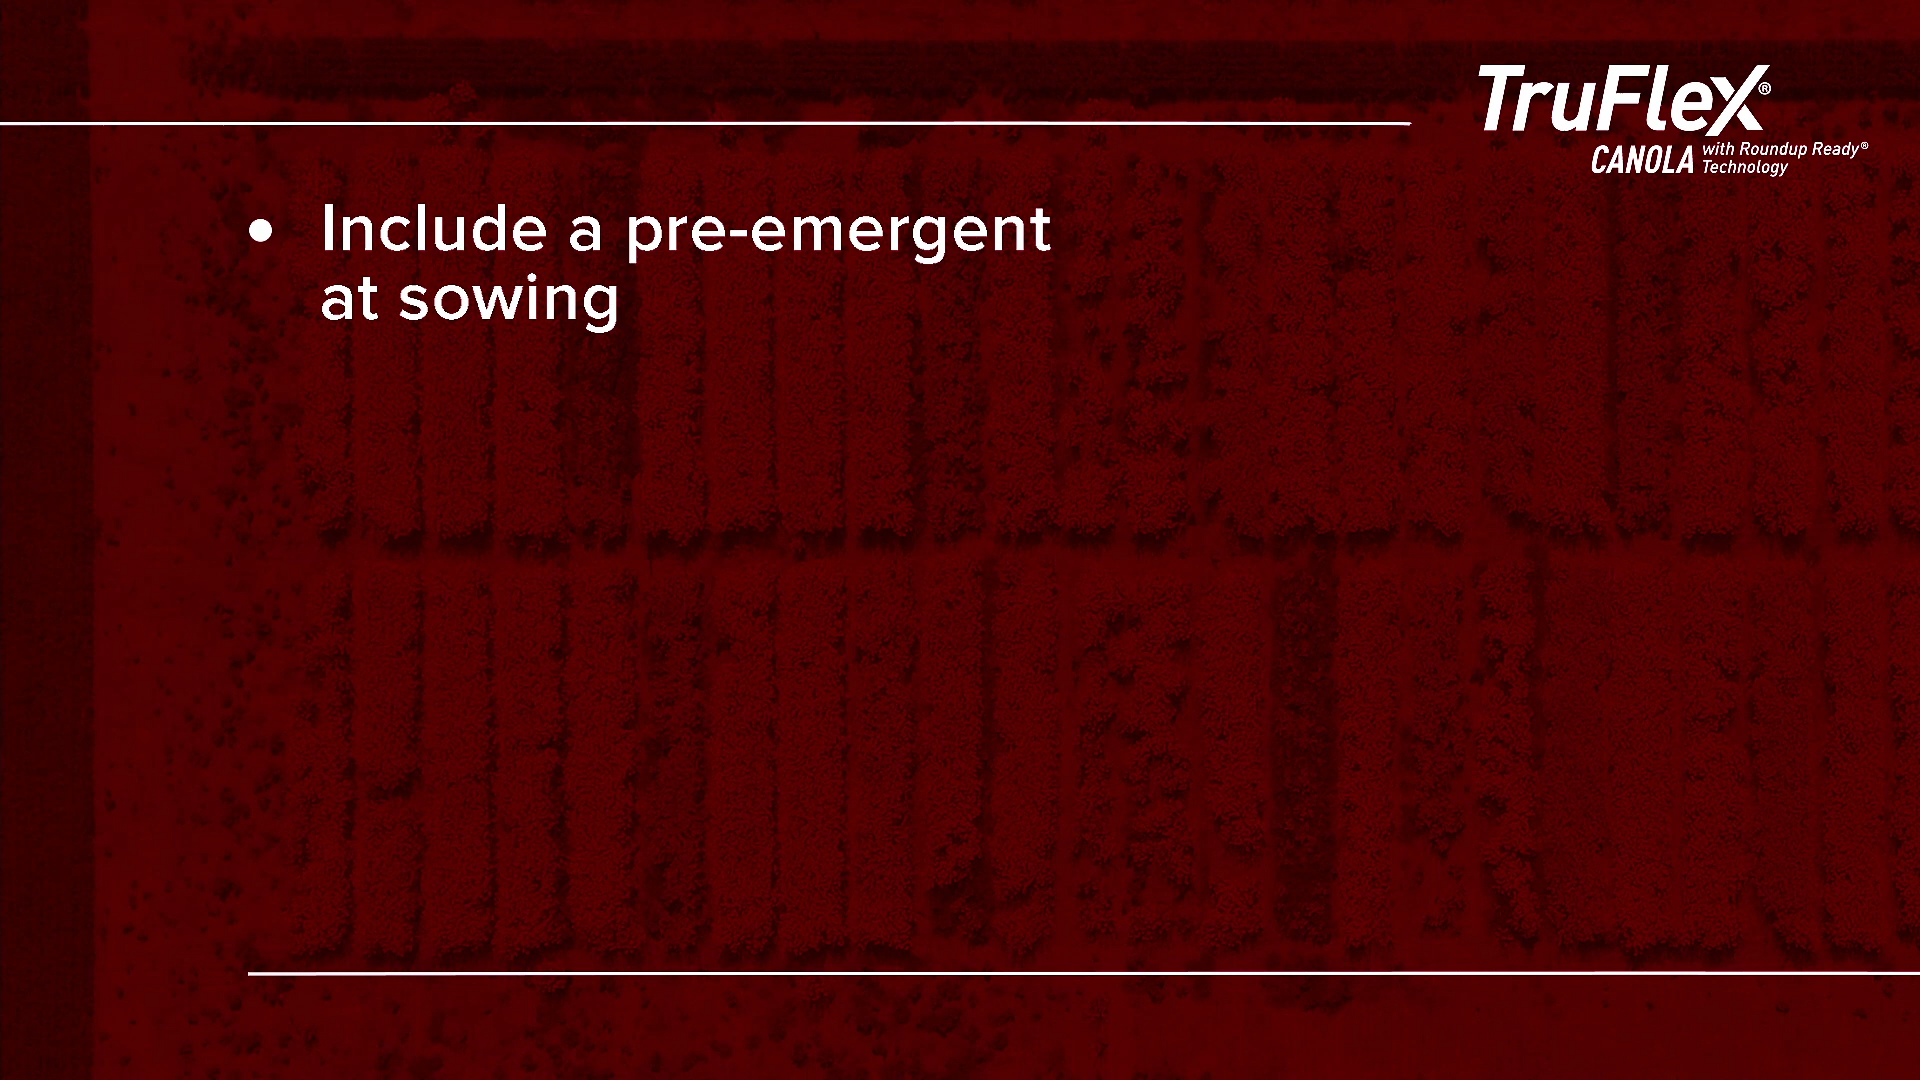 TruFlex®
CANOLA with Roundup Ready®
Technology
• Include a pre-emergent
at sowing